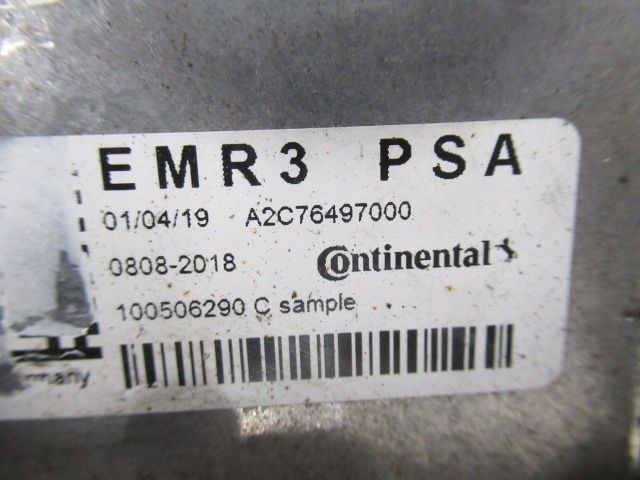 EMR3 PSA
01/04/19 A2C76497000
0808-2018 Continental
100506290 C sample